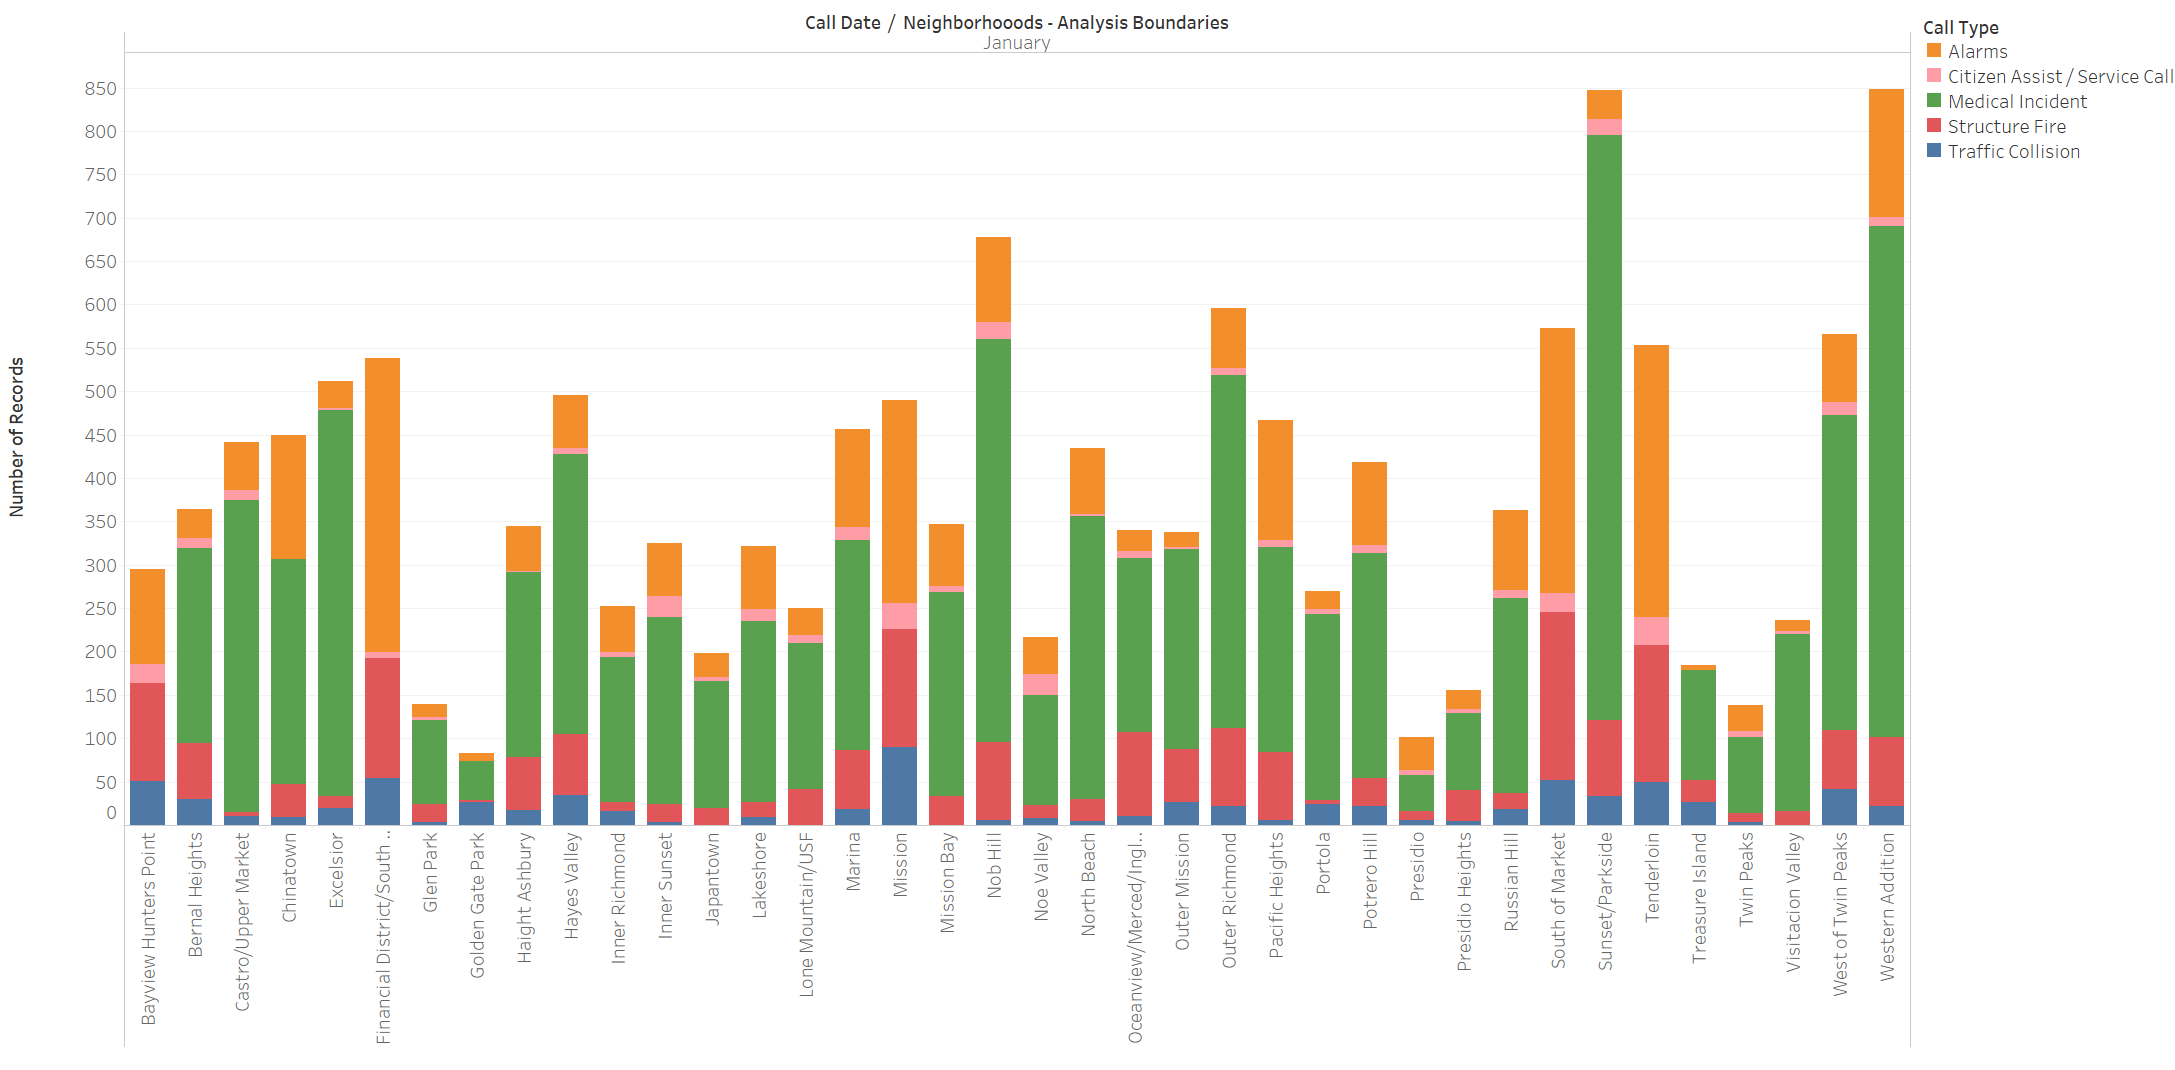 Call Date / Neighborhooods - Analysis Boundaries
January
Call Type
Alarms
Citizen Assist / Service Call
Medical Incident
Structure Fire
Traffic Collision
Number of Records
850
800
750
700
650
600
550
500
450
400
350
300
250
200
150
100
50
0
Bayview Hunters Point
Bernal Heights
Castro/Upper Market
Chinatown
Excelsior
Financial District/South ..
Glen Park
Golden Gate Park
Haight Ashbury
Hayes Valley
Inner Richmond
Inner Sunset
Japantown
Lakeshore
Lone Mountain/USF
Marina
Mission
Mission Bay
Nob Hill
Noe Valley
North Beach
Oceanview/Merced/Ingl..
Outer Mission
Outer Richmond
Pacific Heights
Portola
Potrero Hill
Presidio
Presidio Heights
Russian Hill
South of Market
Sunset/Parkside
Tenderloin
Treasure Island
Twin Peaks
Visitacion Valley
West of Twin Peaks
Western Addition